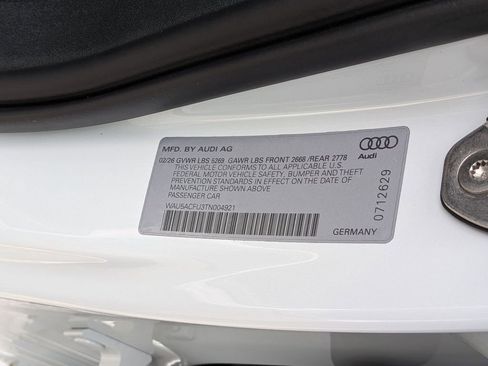 MFD. BY AUDI AG
Audi
02/26 GVWR LBS 5269 GAWR LBS FRONT 2668 /REAR 2778
THIS VEHICLE CONFORMS TO ALL APPLICABLE U.S.
FEDERAL MOTOR VEHICLE SAFETY, BUMPER AND THEFT
PREVENTION STANDARDS IN EFFECT ON THE DATE OF
MANUFACTURE SHOWN ABOVE
PASSENGER CAR
WAU5ACFU3TN004921
GERMANY
0712629